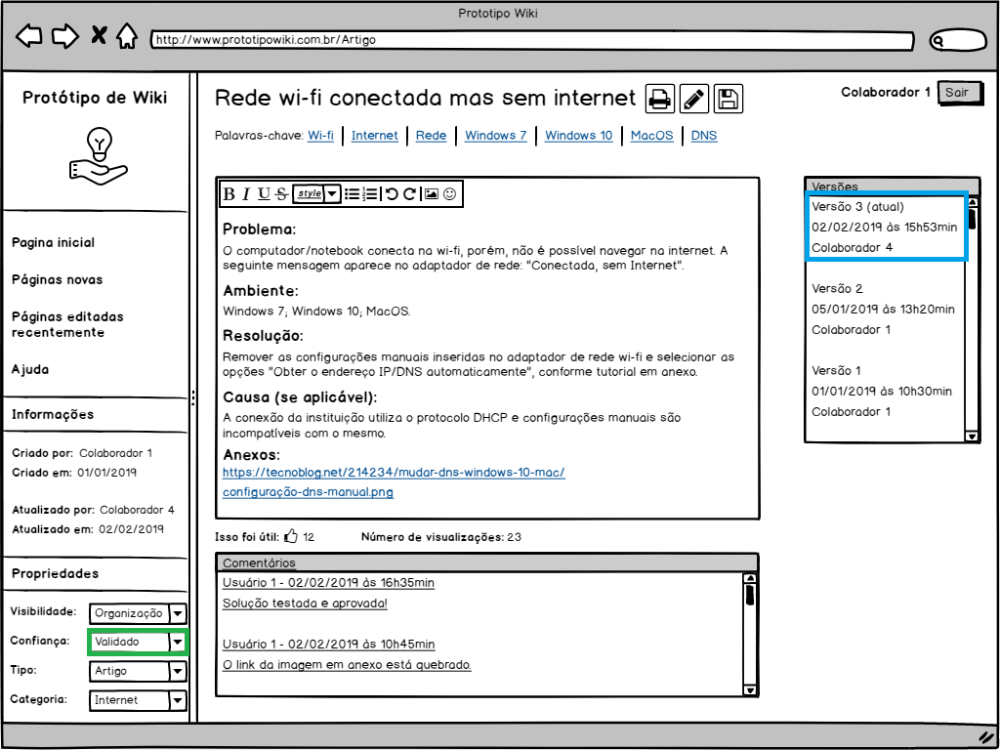 Prototipo Wiki
http://www.prototipowiki.com.br/Artigo
Protótipo de Wiki
Pagina inicial
Páginas novas
Páginas editadas
recentemente
Ajuda
Informações
Criado por: Colaborador 1
Criado em: 01/01/2019
Atualizado por: Colaborador 4
Atualizado em: 02/02/2019
Propriedades
Visibilidade: Organização
Confiança: Validado
Tipo: Artigo
Categoria: Internet
Rede wi-fi conectada mas sem internet
Colaborador 1 Sair
Palavras-chave: Wi-fi | Internet | Rede | Windows 7 | Windows 10 | MacOS | DNS
B I U S style
Problema:
O computador/notebook conecta na wi-fi, porém, não é possível navegar na internet. A
seguinte mensagem aparece no adaptador de rede: "Conectada, sem Internet".
Ambiente:
Windows 7; Windows 10; MacOS.
Resolução:
Remover as configurações manuais inseridas no adaptador de rede wi-fi e selecionar as
opções "Obter o endereço IP/DNS automaticamente", conforme tutorial em anexo.
Causa (se aplicável):
A conexão da instituição utiliza o protocolo DHCP e configurações manuais são
incompatíveis com o mesmo.
Anexos:
https://tecnoblog.net/214234/mudar-dns-windows-10-mac/
configuração-dns-manual.png
Isso foi útil: 12
Número de visualizações: 23
Comentários
Usuário 1 - 02/02/2019 às 16h35min
Solução testada e aprovada!
Usuário 1 - 02/02/2019 às 10h45min
O link da imagem em anexo está quebrado.
Versões
Versão 3 (atual)
02/02/2019 às 15h53min
Colaborador 4
Versão 2
05/01/2019 às 13h20min
Colaborador 1
Versão 1
01/01/2019 às 10h30min
Colaborador 1